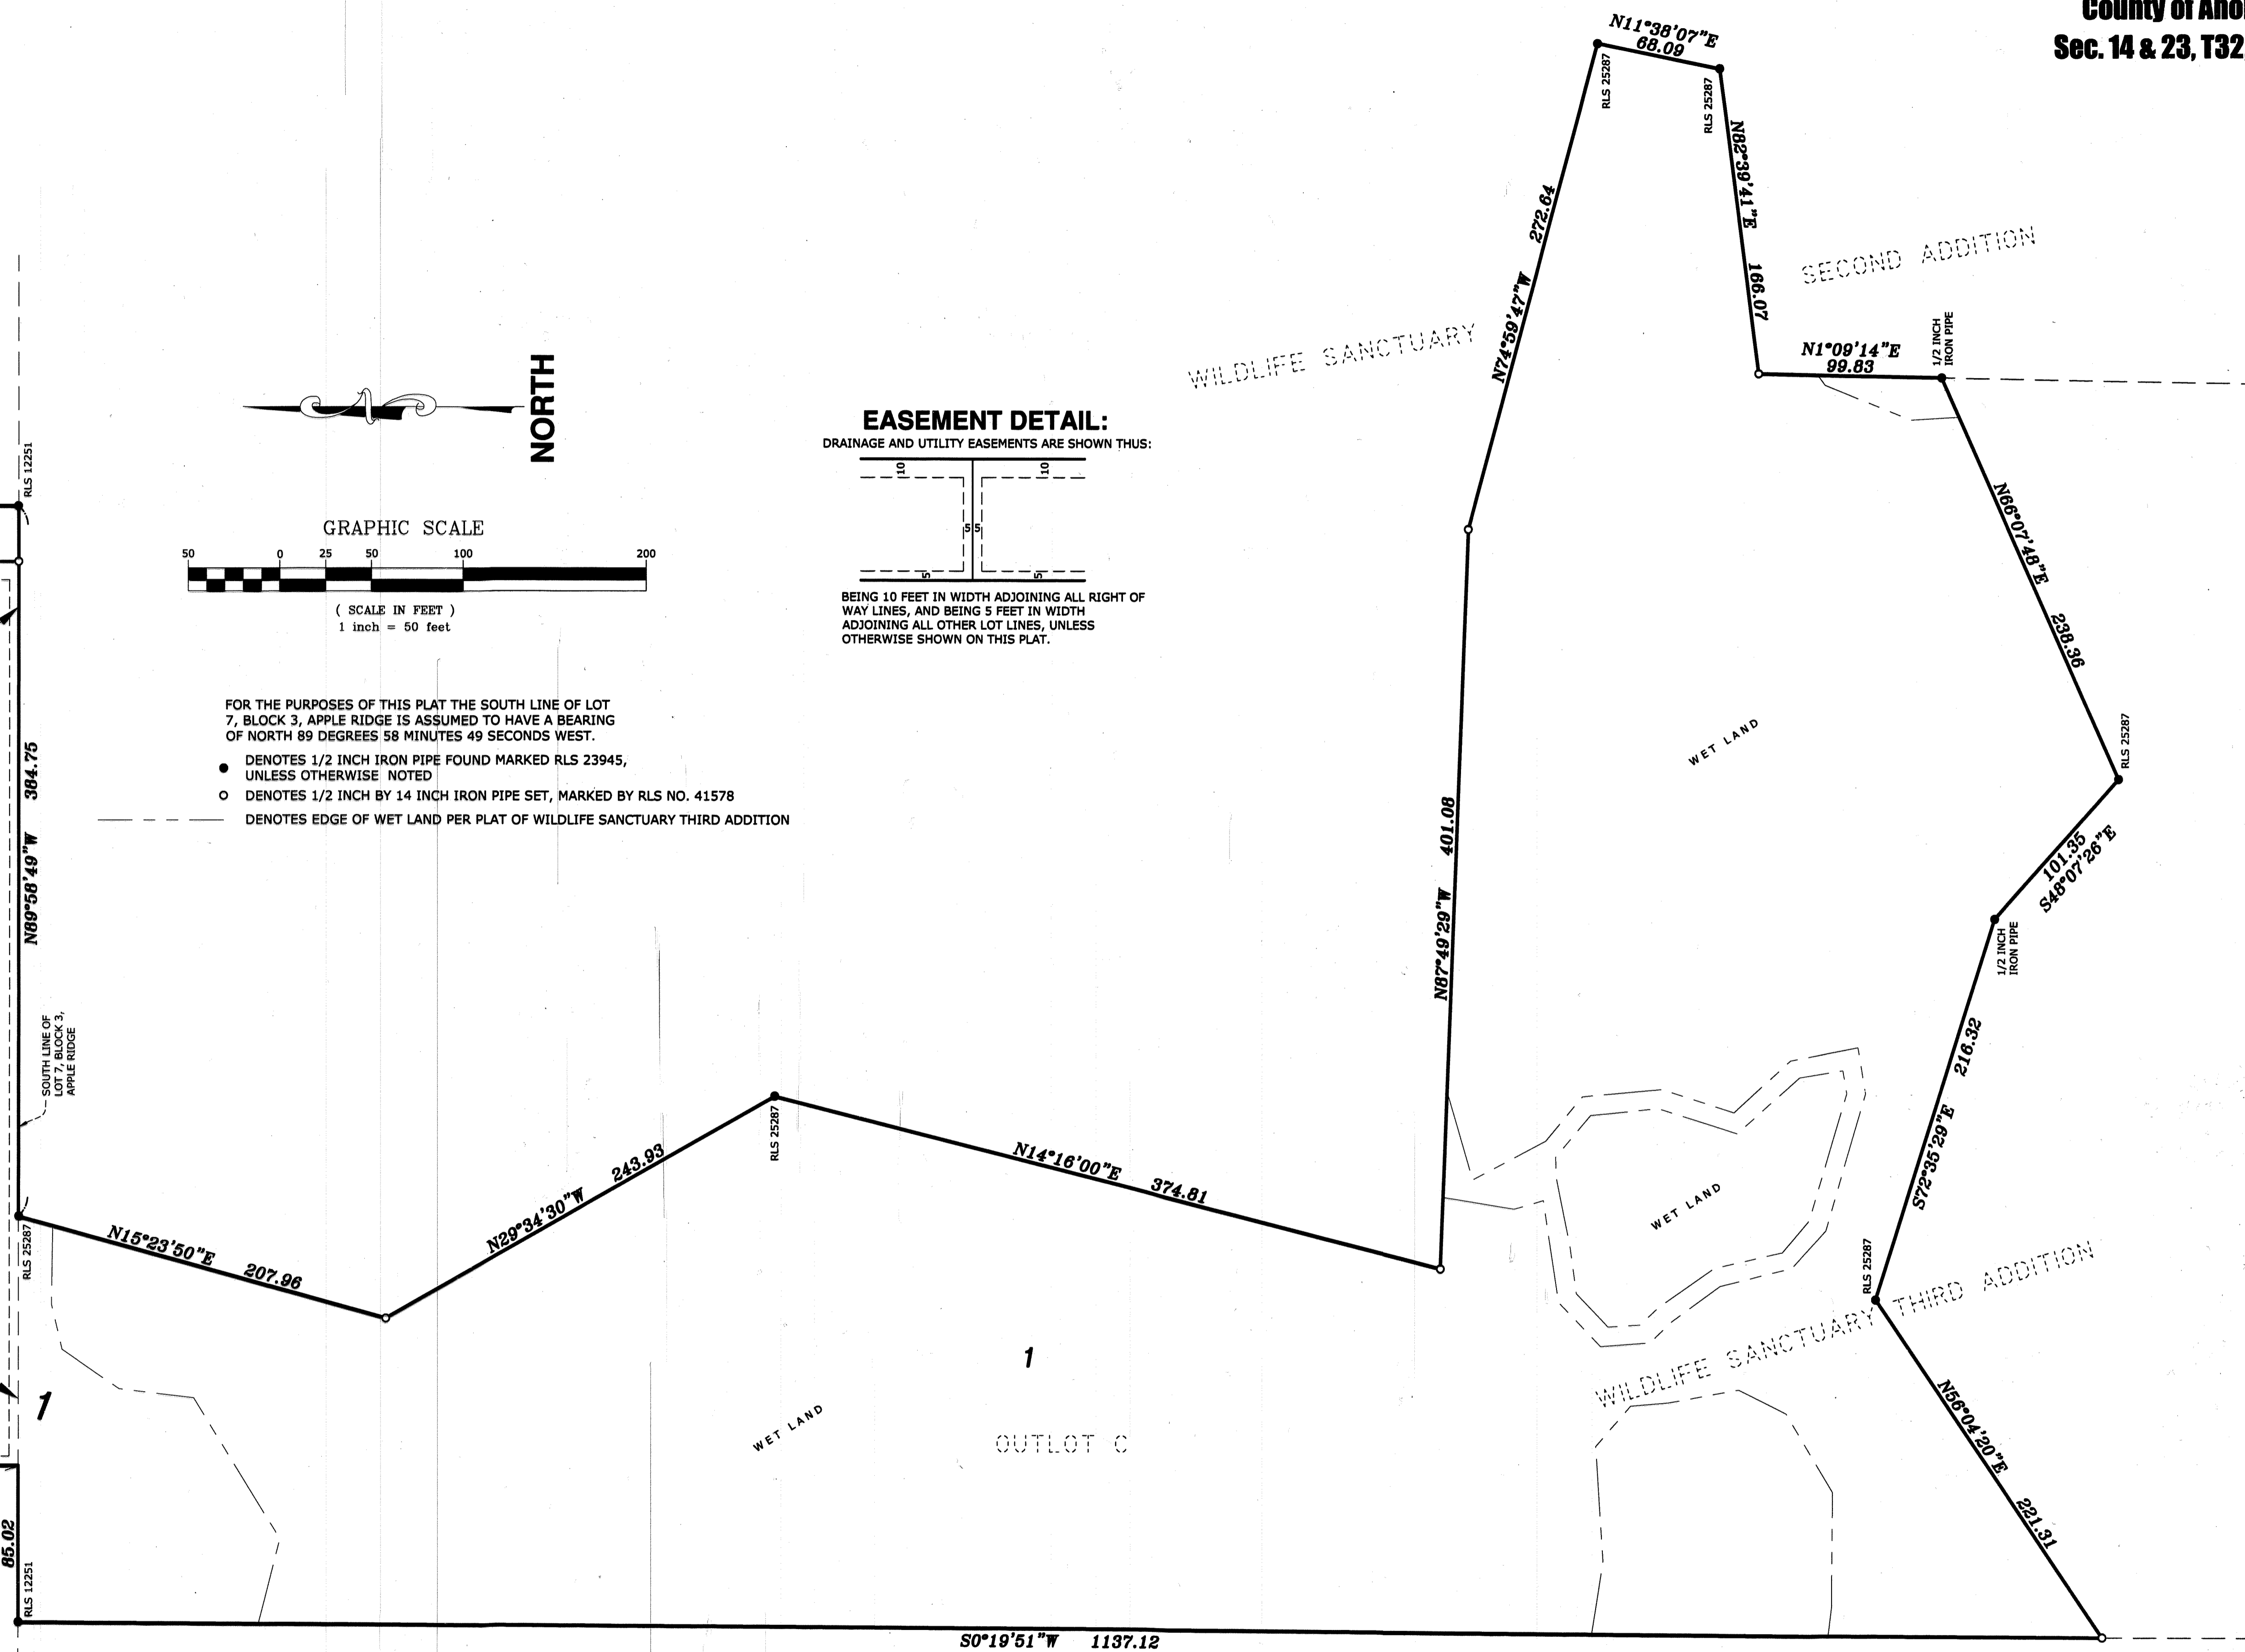 County of Ano
Sec. 14 & 23, T32
N11°38'07"E
68.09
RLS 25287
RLS 25287
N82°39'41"E 166.07
N74°59'47"W 272.64
SECOND ADDITION
WILDLIFE SANCTUARY
1/2 INCH
IRON PIPE
N1°09'14"E
99.83
NORTH
EASEMENT DETAIL:
DRAINAGE AND UTILITY EASEMENTS ARE SHOWN THUS:
10
10
5
5
5
5
BEING 10 FEET IN WIDTH ADJOINING ALL RIGHT OF
WAY LINES, AND BEING 5 FEET IN WIDTH
ADJOINING ALL OTHER LOT LINES, UNLESS
OTHERWISE SHOWN ON THIS PLAT.
RLS 12251
GRAPHIC SCALE
50 0 25 50 100 200
( SCALE IN FEET )
1 inch = 50 feet
N66°07'48"E 238.36
FOR THE PURPOSES OF THIS PLAT THE SOUTH LINE OF LOT
7, BLOCK 3, APPLE RIDGE IS ASSUMED TO HAVE A BEARING
OF NORTH 89 DEGREES 58 MINUTES 49 SECONDS WEST.
DENOTES 1/2 INCH IRON PIPE FOUND MARKED RLS 23945,
UNLESS OTHERWISE NOTED
DENOTES 1/2 INCH BY 14 INCH IRON PIPE SET, MARKED BY RLS NO. 41578
DENOTES EDGE OF WET LAND PER PLAT OF WILDLIFE SANCTUARY THIRD ADDITION
N89°58'49"W 384.75
WET LAND
RLS 25287
N87°49'29"W 401.08
101.35
S48°07'26"E
1/2 INCH
IRON PIPE
SOUTH LINE OF
LOT 7, BLOCK 3,
APPLE RIDGE
S72°35'29"E 216.32
RLS 25287
N14°16'00"E 374.81
N29°34'30"W 243.93
WET LAND
RLS 25287
N15°23'50"E 207.96
RLS 25287
WILDLIFE SANCTUARY THIRD ADDITION
1
1
WET LAND
OUTLOT C
N56°04'20"E 221.31
85.02
RLS 12251
S0°19'51"W 1137.12